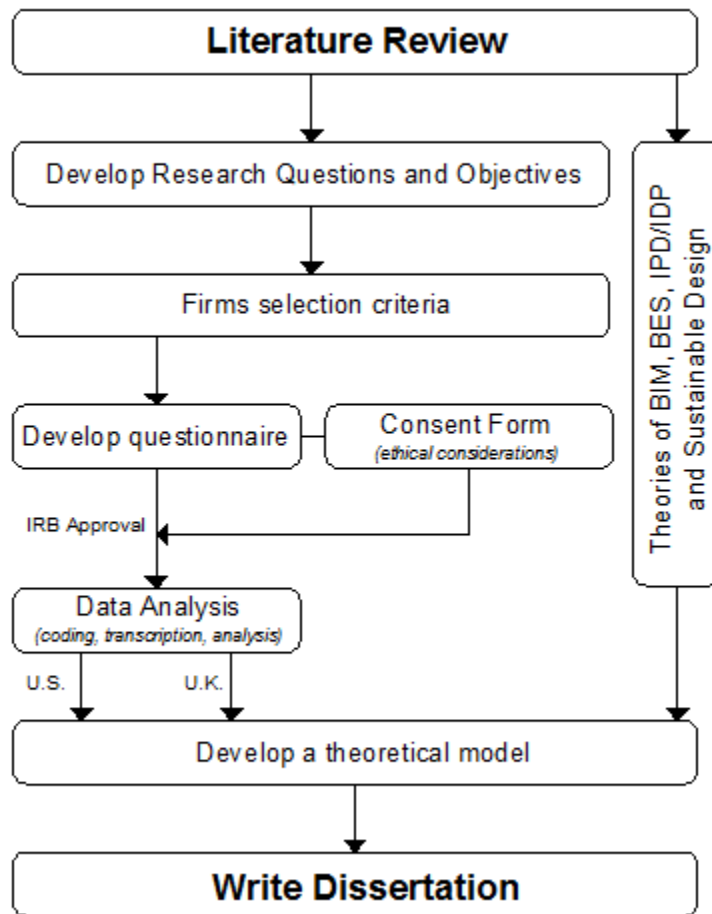 Literature Review
Develop Research Questions and Objectives
Firms selection criteria
Develop questionnaire
Consent Form
(ethical considerations)
IRB Approval
Data Analysis
(coding, transcription, analysis)
U.S.
U.K.
Theories of BIM, BES, IPD/IDP
and Sustainable Design
Develop a theoretical model
Write Dissertation